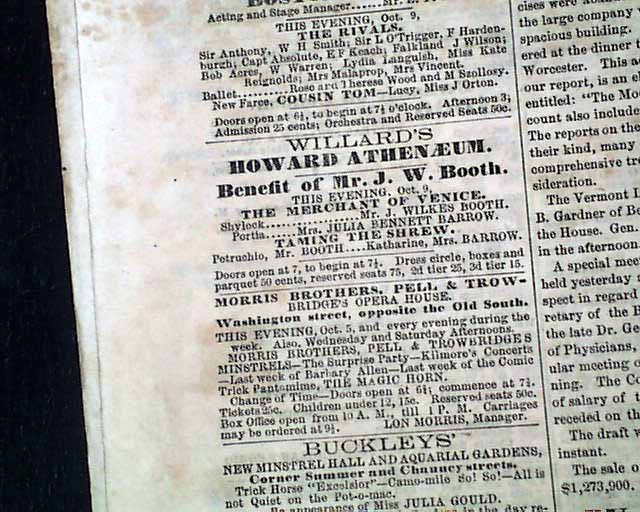 Acting and Stage Manager
THIS EVENING, Oct. 9,
THE RIVALS.
Sir Anthony, W H Smith; Sir L O'Trigger, F Harden-
burgh; Capt Absolute, E F Keach; Falkland J Wilson;
Bob Acres, W Warren; Lydia Languish, Miss Kate
Reignolds; Mrs Malaprop, Mrs Vincent.
Ballet..........Rose and Therese Wood and M Szollosy.
New Farce, COUSIN TOM—Lucy, Miss J Orton.
Doors open at 6½, to begin at 7½ o'clock. Afternoon 3;
Admission 25 cents; Orchestra and Reserved Seats 50c.
WILLARD'S
HOWARD ATHENÆUM.
Benefit of Mr. J. W. Booth.
THIS EVENING, Oct. 9,
THE MERCHANT OF VENICE.
Shylock....................Mr. J. WILKES BOOTH.
Portia......Mrs. JULIA BENNETT BARROW.
TAMING THE SHREW.
Petruchio, Mr. BOOTH....Katharine, Mrs. BARROW.
Doors open at 7, to begin at 7½. Dress circle, boxes and
parquet 50 cents, reserved seats 75, 2d tier 25, 3d tier 15.
MORRIS BROTHERS, PELL & TROW-
BRIDGE'S OPERA HOUSE.
Washington street, opposite the Old South.
THIS EVENING, Oct. 5, and every evening during the
week. Also, Wednesday and Saturday Afternoons.
MORRIS BROTHERS, PELL & TROWBRIDGES
MINSTRELS—The Surprise Party—Kilmore's Concerts
—Last week of Barbary Allen—Last week of the Comic
Trick Pantomine, THE MAGIC HORN.
Change of Time—Doors open at 6½; commence at 7¼.
Tickets 25c. Children under 12, 15c. Reserved seats 50c.
Box Office open from 10 A. M., till 1 P. M. Carriages
may be ordered at 9½. LON MORRIS, Manager.
BUCKLEYS'
NEW MINSTREL HALL AND AQUARIAL GARDENS,
Corner Summer and Chauncy streets.
Trick Horse "Excelsior"—Camo-mile So! So!—All is
not Quiet on the Pot-o-mac.
appearance of Miss JULIA GOULD.
the large company
spacious building.
ered at the dinner
Worcester. This
our report, is an
entitled: "The
count also include
The reports on the
their kind, many
comprehensive
sideration.
The Vermont
B. Gardner of
the House. Gen.
in the afternoon
A special
held yesterday
spect in regard
retary of the
the late Dr.
of Physicians,
ular meeting
ning. The
of salary of
receded on the
The draft
instant.
The sale
$1,273,900.